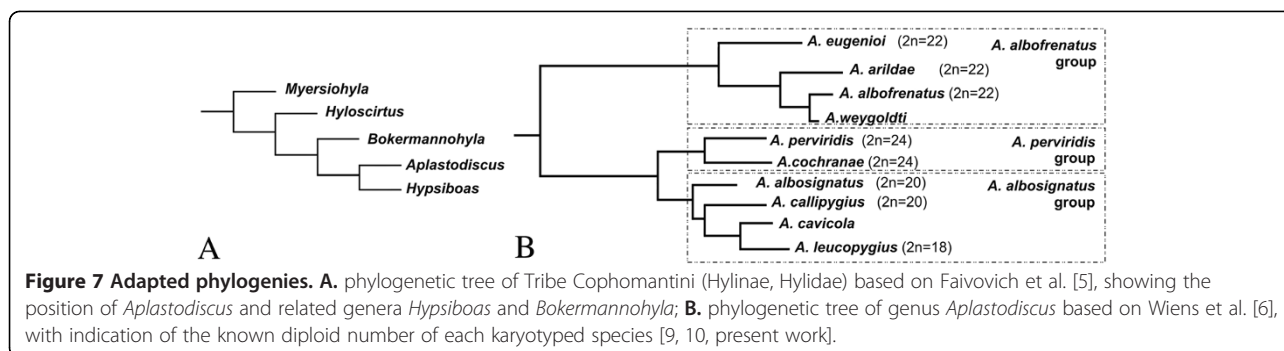 Myersiohyla
Hyloscirtus
Bokermannohyla
Aplastodiscus
Hypsiboas
A
A. eugenioi (2n=22)
A. arildae (2n=22)
A. albofrenatus (2n=22)
A.weygoldti
A. albofrenatus
group
A. perviridis (2n=24)
A.cochranae (2n=24)
A. perviridis
group
A. albosignatus (2n=20)
A. callipygius (2n=20)
A. cavicola
A. leucopygius (2n=18)
A. albosignatus
group
B
Figure 7 Adapted phylogenies. A. phylogenetic tree of Tribe Cophomantini (Hylinae, Hylidae) based on Faivovich et al. [5], showing the
position of Aplastodiscus and related genera Hypsiboas and Bokermannohyla; B. phylogenetic tree of genus Aplastodiscus based on Wiens et al. [6],
with indication of the known diploid number of each karyotyped species [9, 10, present work].